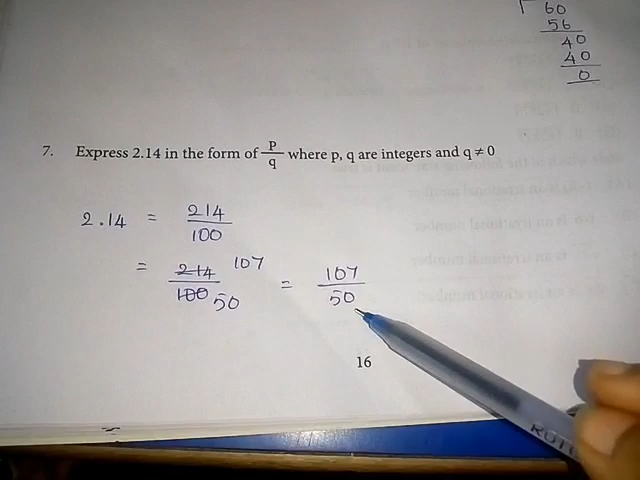 60
56
40
40
0
7. Express 2.14 in the form of p/q where p, q are integers and q ≠ 0
2.14 = 214/100
= 214/100 107 50 = 107/50
16